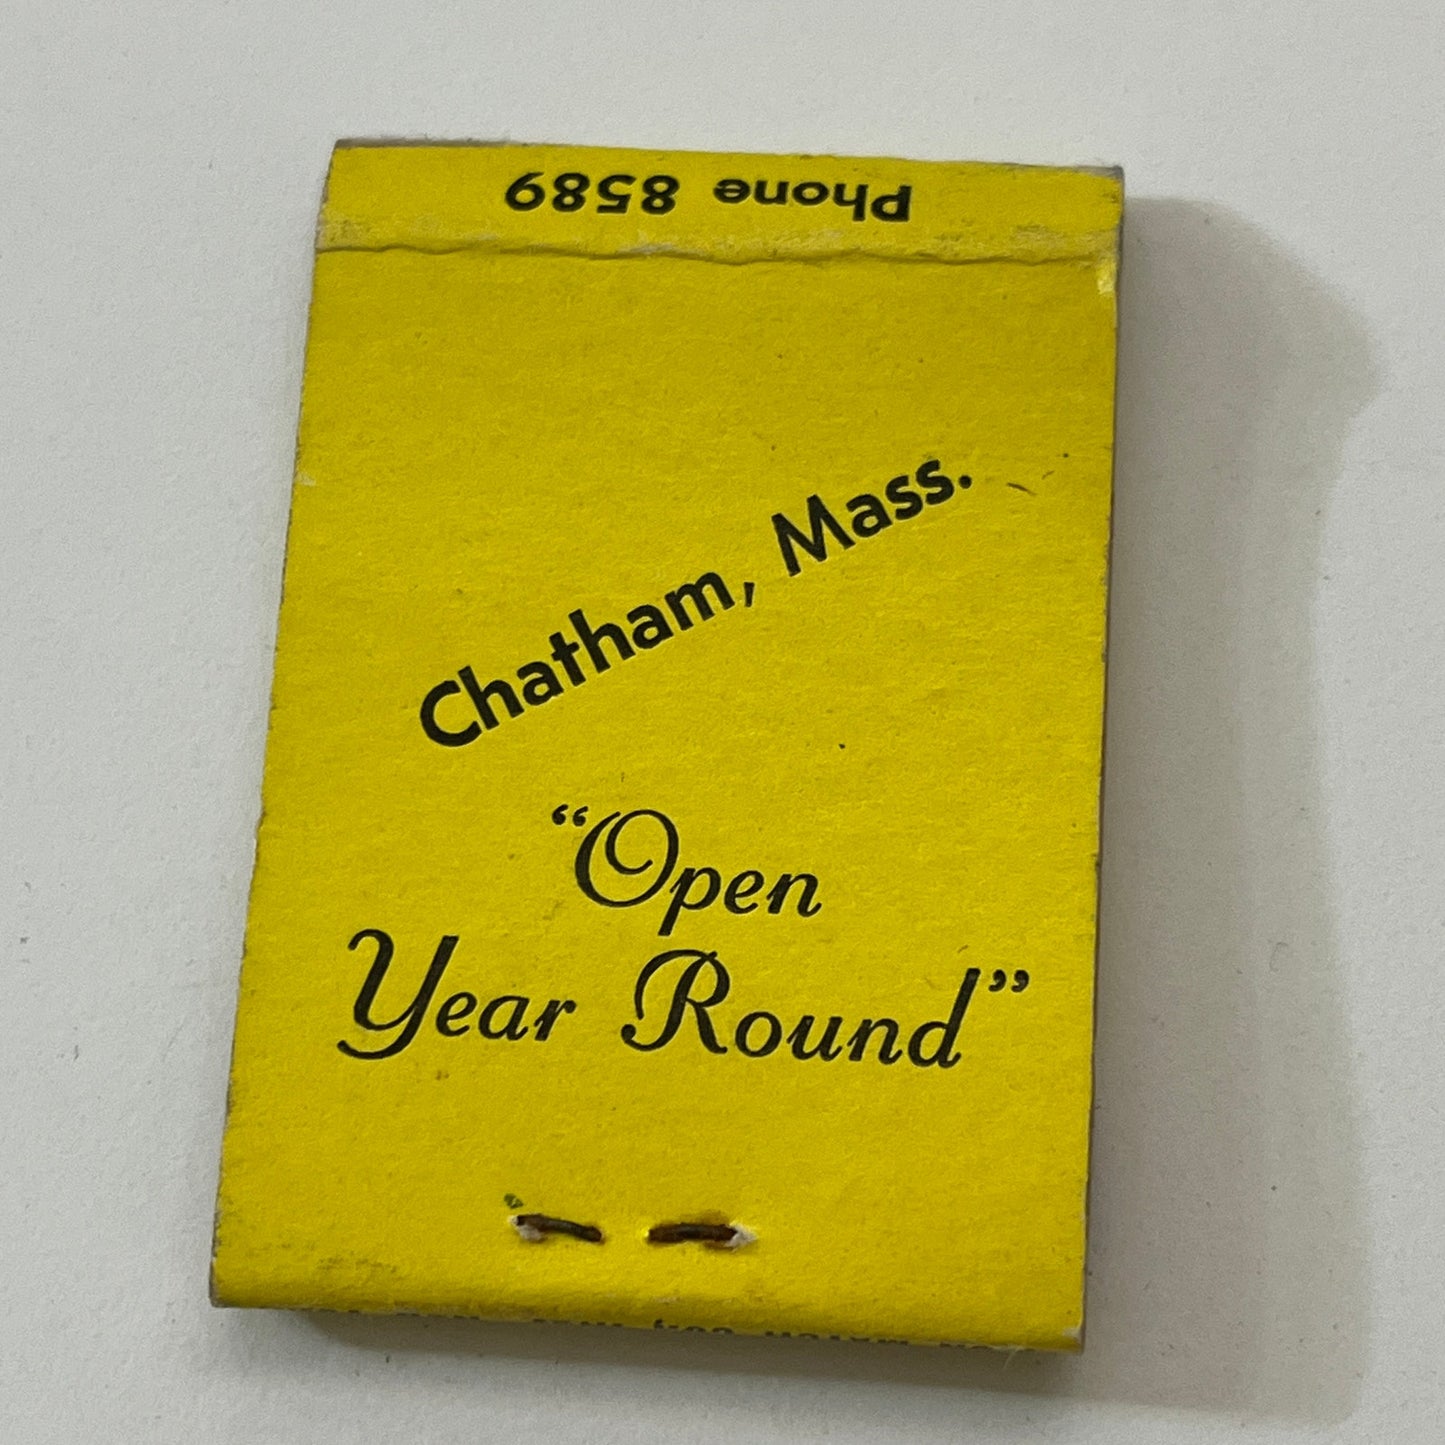 Phone 8589
Chatham, Mass.
“Open
Year Round”